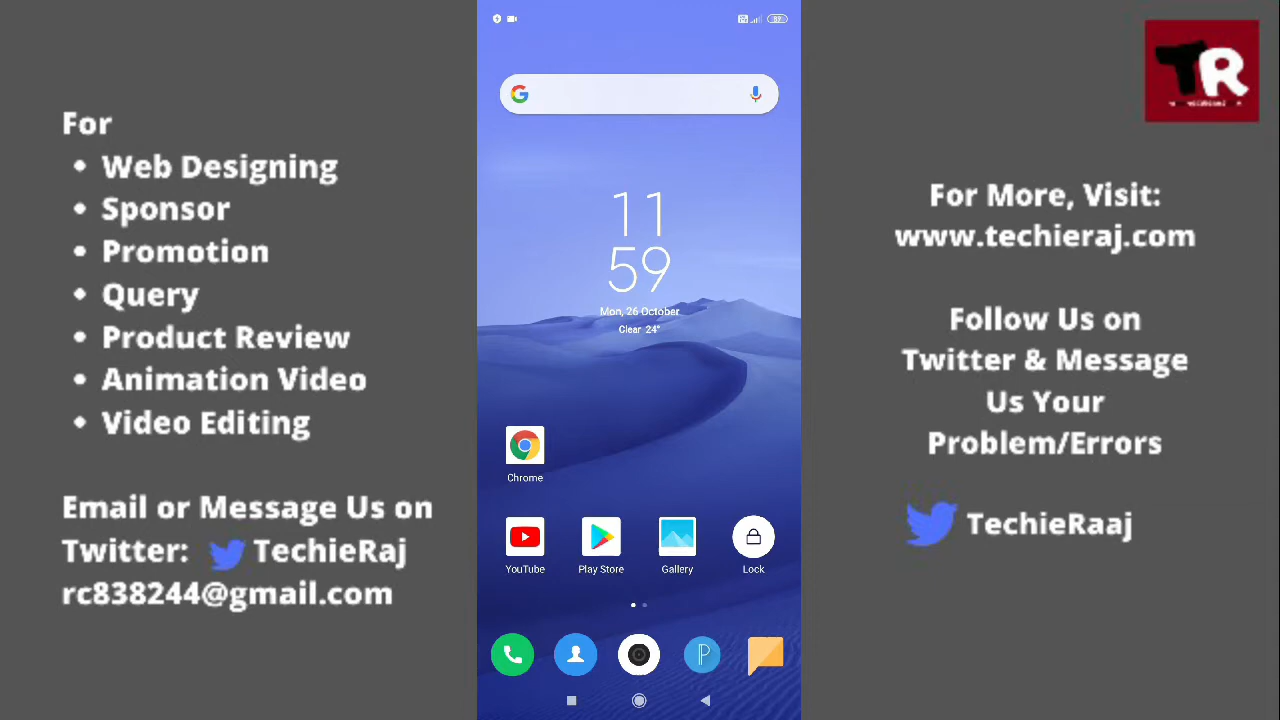 For
• Web Designing
• Sponsor
• Promotion
• Query
• Product Review
• Animation Video
• Video Editing
Email or Message Us on
Twitter: TechieRaj
rc838244@gmail.com
11
59
Mon, 26 October
Clear 24°
Chrome
YouTube
Play Store
Gallery
Lock
TR
For More, Visit:
www.techieraj.com
Follow Us on
Twitter & Message
Us Your
Problem/Errors
TechieRaaj